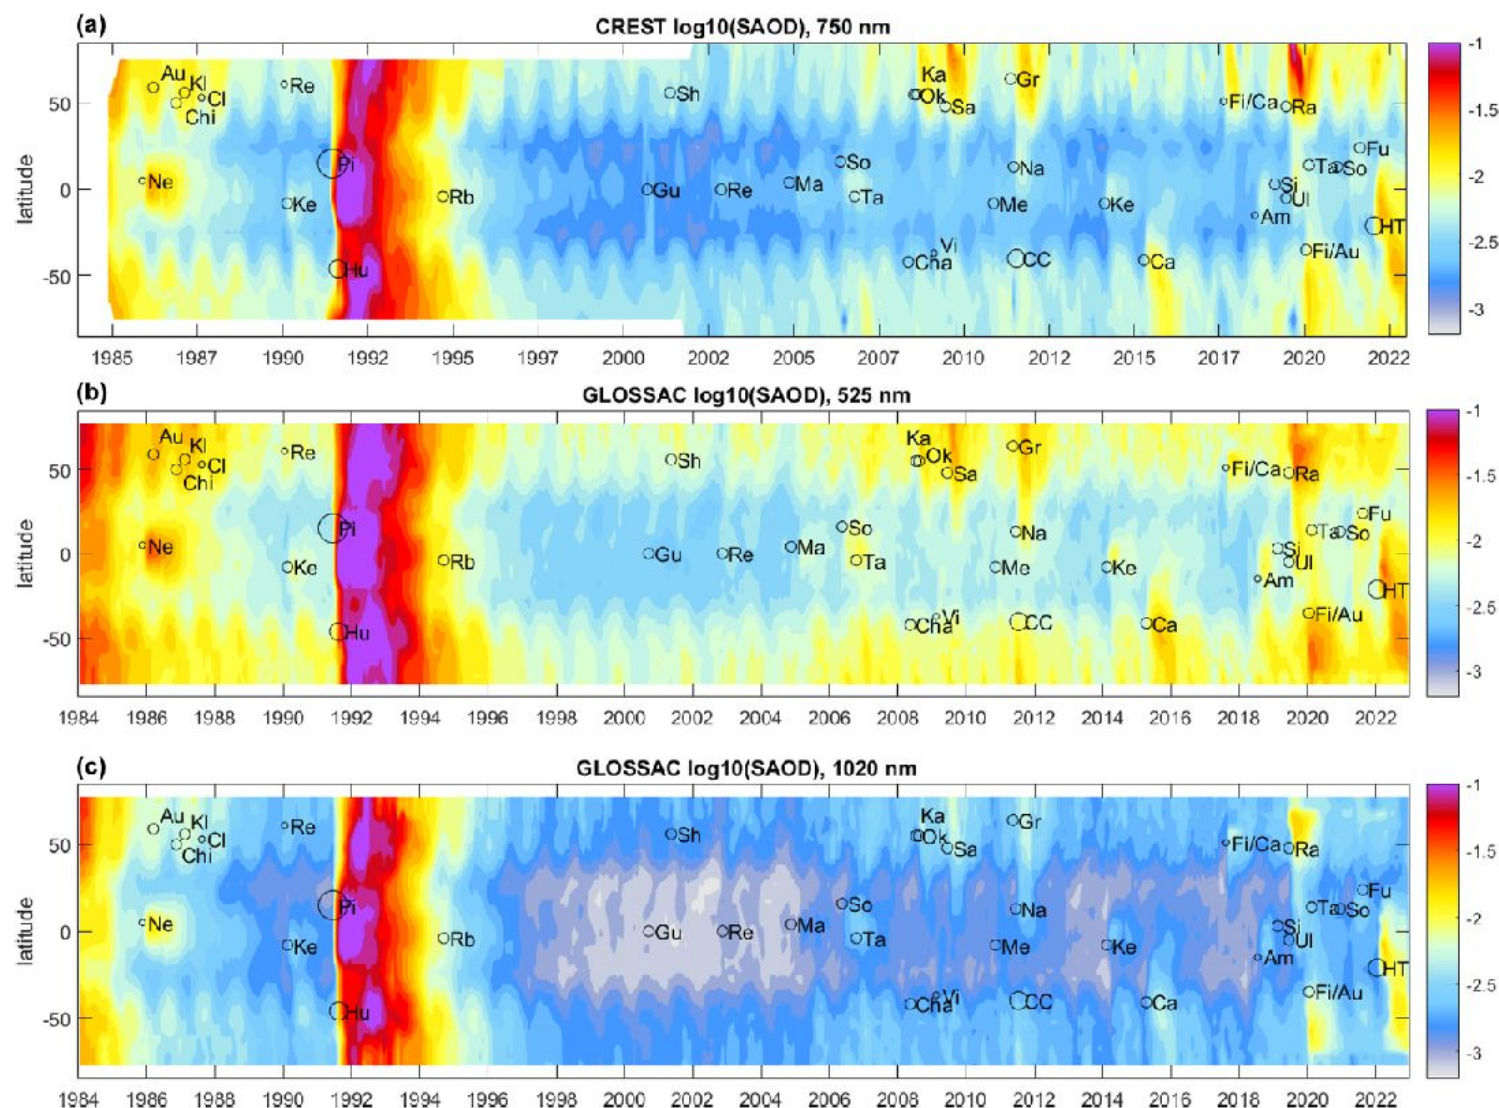 (a)
CREST log10(SAOD), 750 nm
Au
Kl
Cl
Chi
Re
Sh
Ka
Ok
Sa
Gr
Fi/Ca
Ra
Fu
Pi
Ne
Ke
Rb
Gu
Re
Ma
So
Ta
Na
Me
Ke
Ta
So
Si
Ul
Am
HT
Hu
Vi
Cha
CC
Ca
Fi/Au
latitude
50
0
-50
1985 1987 1990 1992 1995 1997 2000 2002 2005 2007 2010 2012 2015 2017 2020 2022
-1
-1.5
-2
-2.5
-3
(b)
GLOSSAC log10(SAOD), 525 nm
Au
Kl
Cl
Chi
Re
Sh
Ka
Ok
Sa
Gr
Fi/Ca
Ra
Fu
Pi
Ne
Ke
Rb
Gu
Re
Ma
So
Ta
Na
Me
Ke
Ta
So
Si
Ul
Am
HT
Hu
Vi
Cha
CC
Ca
Fi/Au
latitude
50
0
-50
1984 1986 1988 1990 1992 1994 1996 1998 2000 2002 2004 2006 2008 2010 2012 2014 2016 2018 2020 2022
-1
-1.5
-2
-2.5
-3
(c)
GLOSSAC log10(SAOD), 1020 nm
Au
Kl
Cl
Chi
Re
Sh
Ka
Ok
Sa
Gr
Fi/Ca
Ra
Fu
Pi
Ne
Ke
Rb
Gu
Re
Ma
So
Ta
Na
Me
Ke
Ta
So
Si
Ul
Am
HT
Hu
Vi
Cha
CC
Ca
Fi/Au
latitude
50
0
-50
1984 1986 1988 1990 1992 1994 1996 1998 2000 2002 2004 2006 2008 2010 2012 2014 2016 2018 2020 2022
-1
-1.5
-2
-2.5
-3